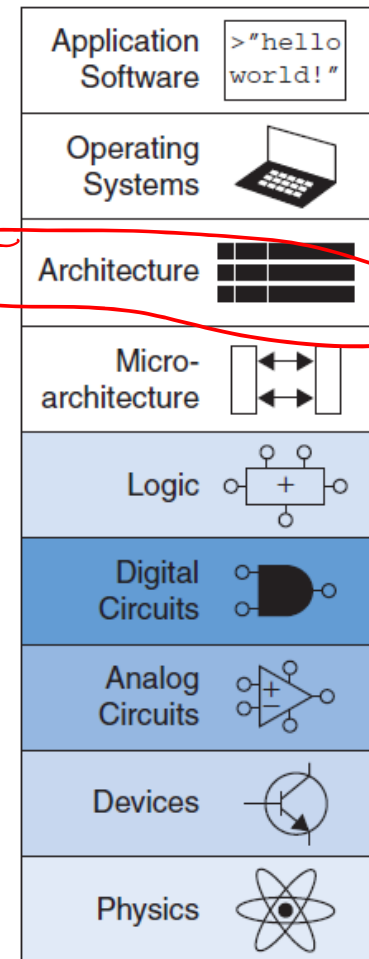 Application
Software
>"hello
world!"
Operating
Systems
Architecture
Micro-
architecture
Logic
+
Digital
Circuits
Analog
Circuits
+
−
Devices
Physics